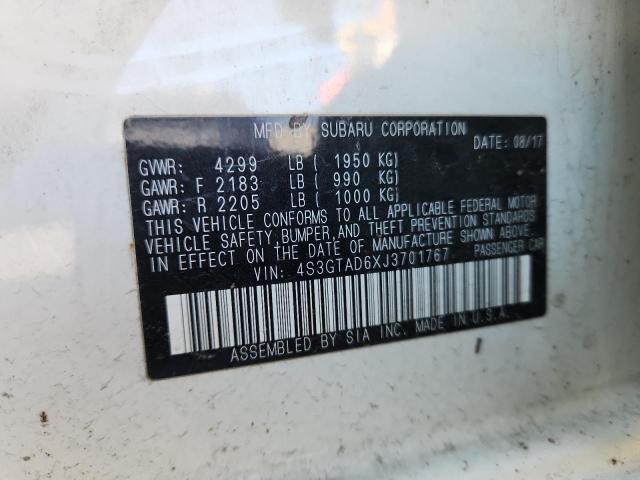 MFD BY SUBARU CORPORATION
DATE: 08/17
GVWR: 4299 LB ( 1950 KG)
GAWR: F 2183 LB ( 990 KG)
GAWR: R 2205 LB ( 1000 KG)
THIS VEHICLE CONFORMS TO ALL APPLICABLE FEDERAL MOTOR
VEHICLE SAFETY, BUMPER, AND THEFT PREVENTION STANDARDS
IN EFFECT ON THE DATE OF MANUFACTURE SHOWN ABOVE.
VIN: 4S3GTAD6XJ3701767 PASSENGER CAR
ASSEMBLED BY SIA INC. MADE IN U.S.A.